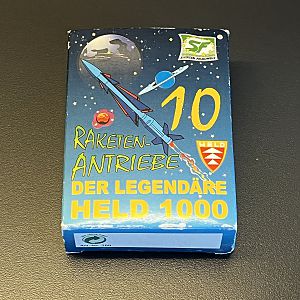 SF
10
HELD
RAKETEN-
ANTRIEBE
DER LEGENDÄRE
HELD 1000